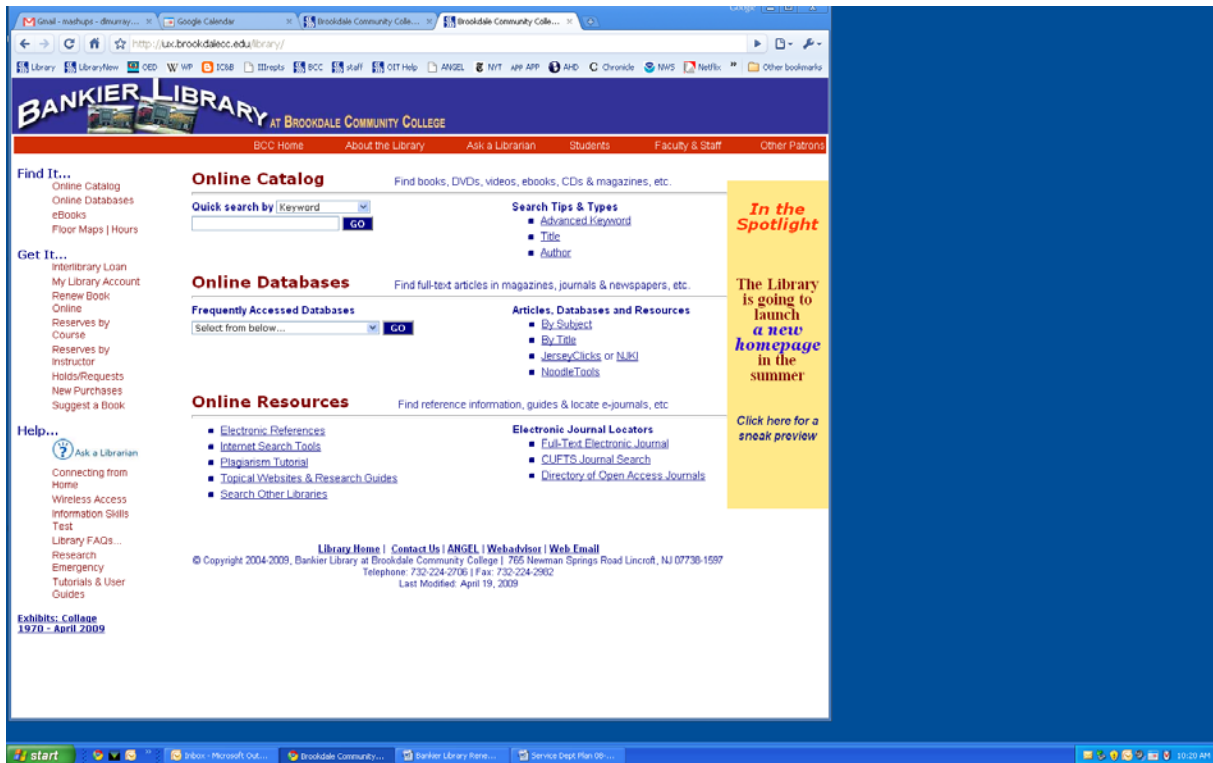 Google
Gmail - mashups - dmurray...
Google Calendar
Brookdale Community Colle...
Brookdale Community Colle...
http://ux.brookdalecc.edu/library/
Library LibraryNew OED WP ICBB IIIrepts BCC staff OIT Help ANGEL NYT APP APP AHD Chronicle NWS Netflix » Other bookmarks
BANKIER LIBRARY AT BROOKDALE COMMUNITY COLLEGE
BCC Home About the Library Ask a Librarian Students Faculty & Staff Other Patrons
Find It...
Online Catalog
Online Databases
eBooks
Floor Maps | Hours
Get It...
Interlibrary Loan
My Library Account
Renew Book
Online
Reserves by
Course
Reserves by
Instructor
Holds/Requests
New Purchases
Suggest a Book
Help...
Ask a Librarian
Connecting from
Home
Wireless Access
Information Skills
Test
Library FAQs...
Research
Emergency
Tutorials & User
Guides
Exhibits: Collage
1970 - April 2009
Online Catalog Find books, DVDs, videos, ebooks, CDs & magazines, etc.
Quick search by Keyword
GO
Search Tips & Types
Advanced Keyword
Title
Author
Online Databases Find full-text articles in magazines, journals & newspapers, etc.
Frequently Accessed Databases
Select from below... GO
Articles, Databases and Resources
By Subject
By Title
JerseyClicks or NJKI
NoodleTools
Online Resources Find reference information, guides & locate e-journals, etc
Electronic References
Internet Search Tools
Plagiarism Tutorial
Topical Websites & Research Guides
Search Other Libraries
Electronic Journal Locators
Full-Text Electronic Journal
CUFTS Journal Search
Directory of Open Access Journals
In the
Spotlight
The Library
is going to
launch
a new
homepage
in the
summer
Click here for a
sneak preview
Library Home | Contact Us | ANGEL | Webadvisor | Web Email
© Copyright 2004-2009, Bankier Library at Brookdale Community College | 765 Newman Springs Road Lincroft, NJ 07738-1597
Telephone: 732-224-2706 | Fax: 732-224-2982
Last Modified: April 19, 2009
start
Inbox - Microsoft Out...
Brookdale Community...
Bankier Library Rene...
Service Dept Plan 08-...
10:20 AM